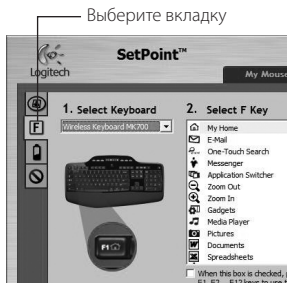 Выберите вкладку
SetPoint™
Logitech
My Mouse
1. Select Keyboard
Wireless Keyboard MK700
F
F1
2. Select F Key
My Home
E-Mail
One-Touch Search
Messenger
Application Switcher
Zoom Out
Zoom In
Gadgets
Media Player
Pictures
Documents
Spreadsheets
When this box is checked,
F1, F2 ... F12 keys to use